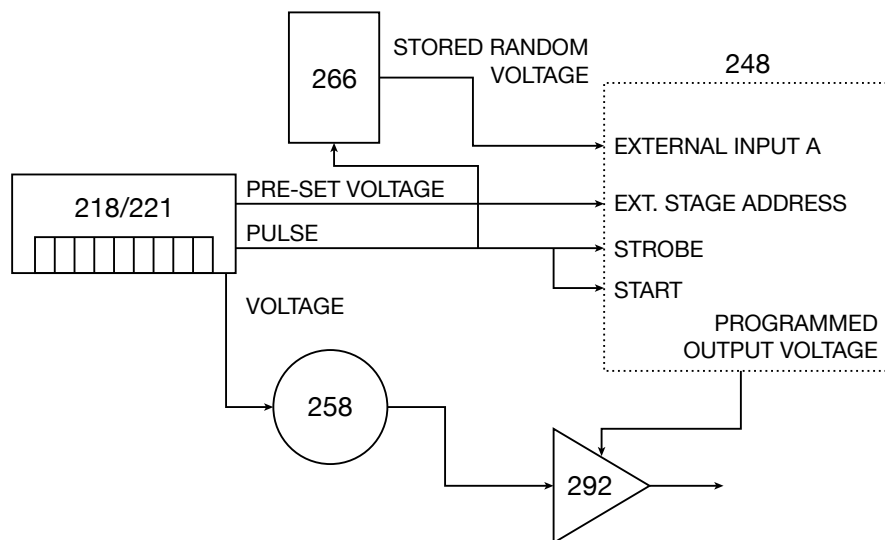 STORED RANDOM
VOLTAGE
266
248
EXTERNAL INPUT A
218/221
PRE-SET VOLTAGE
EXT. STAGE ADDRESS
PULSE
STROBE
START
VOLTAGE
PROGRAMMED
OUTPUT VOLTAGE
258
292